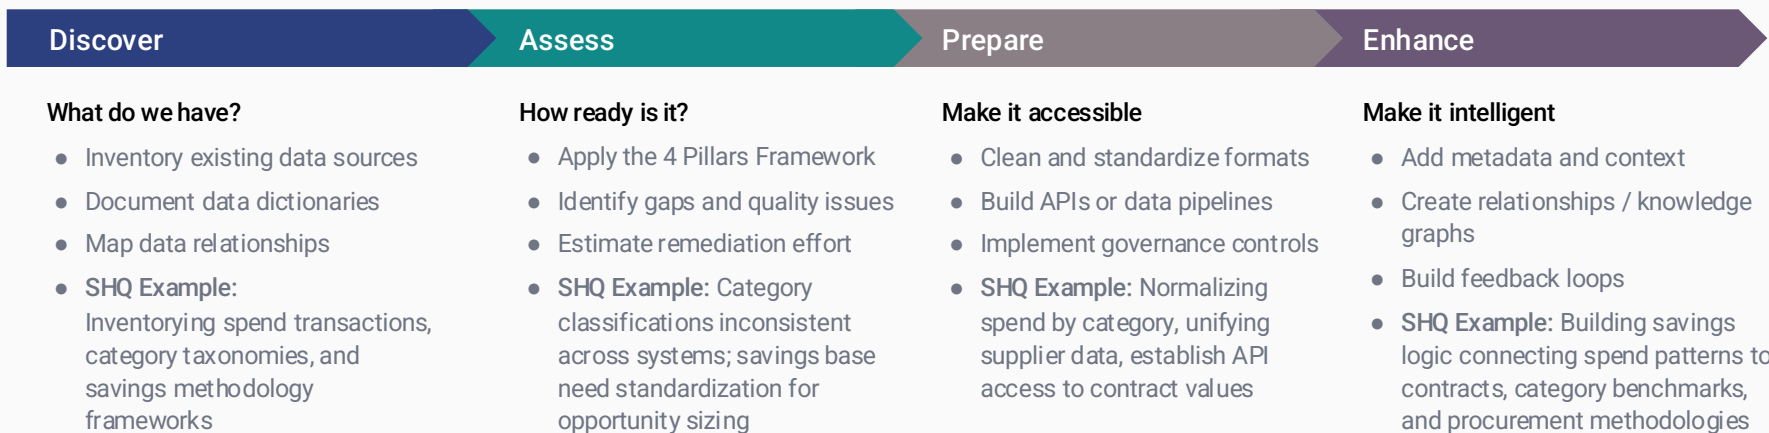 Discover
Assess
Prepare
Enhance
What do we have?
● Inventory existing data sources
● Document data dictionaries
● Map data relationships
● SHQ Example:
Inventorying spend transactions,
category taxonomies, and
savings methodology
frameworks
How ready is it?
● Apply the 4 Pillars Framework
● Identify gaps and quality issues
● Estimate remediation effort
● SHQ Example: Category
classifications inconsistent
across systems; savings base
need standardization for
opportunity sizing
Make it accessible
● Clean and standardize formats
● Build APIs or data pipelines
● Implement governance controls
● SHQ Example: Normalizing
spend by category, unifying
supplier data, establish API
access to contract values
Make it intelligent
● Add metadata and context
● Create relationships / knowledge
graphs
● Build feedback loops
● SHQ Example: Building savings
logic connecting spend patterns to
contracts, category benchmarks,
and procurement methodologies